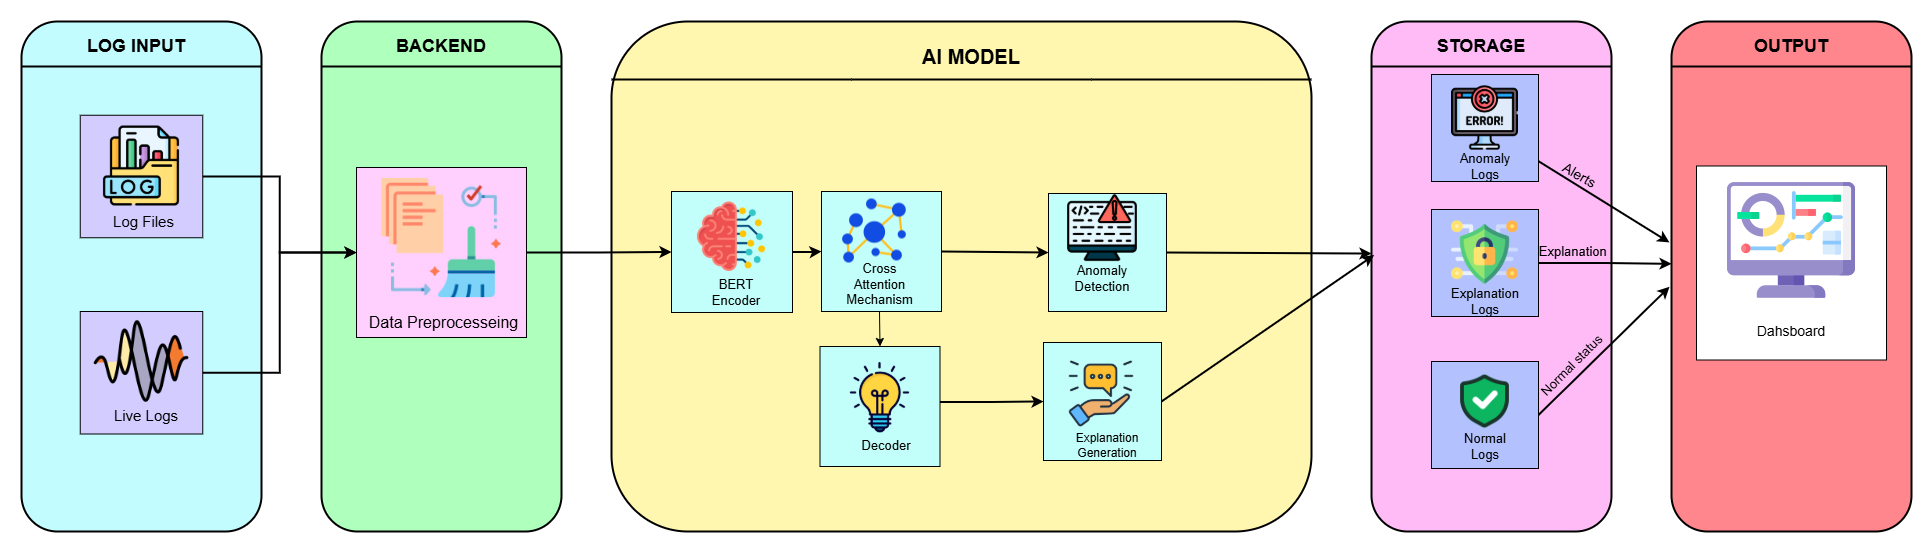 LOG INPUT
LOG
Log Files
Live Logs
BACKEND
Data Preprocesseing
AI MODEL
BERT
Encoder
Cross
Attention
Mechanism
</>
Anomaly
Detection
Decoder
Explanation
Generation
STORAGE
ERROR!
Anomaly
Logs
Explanation
Logs
Normal
Logs
Alerts
Explanation
Normal status
OUTPUT
Dahsboard